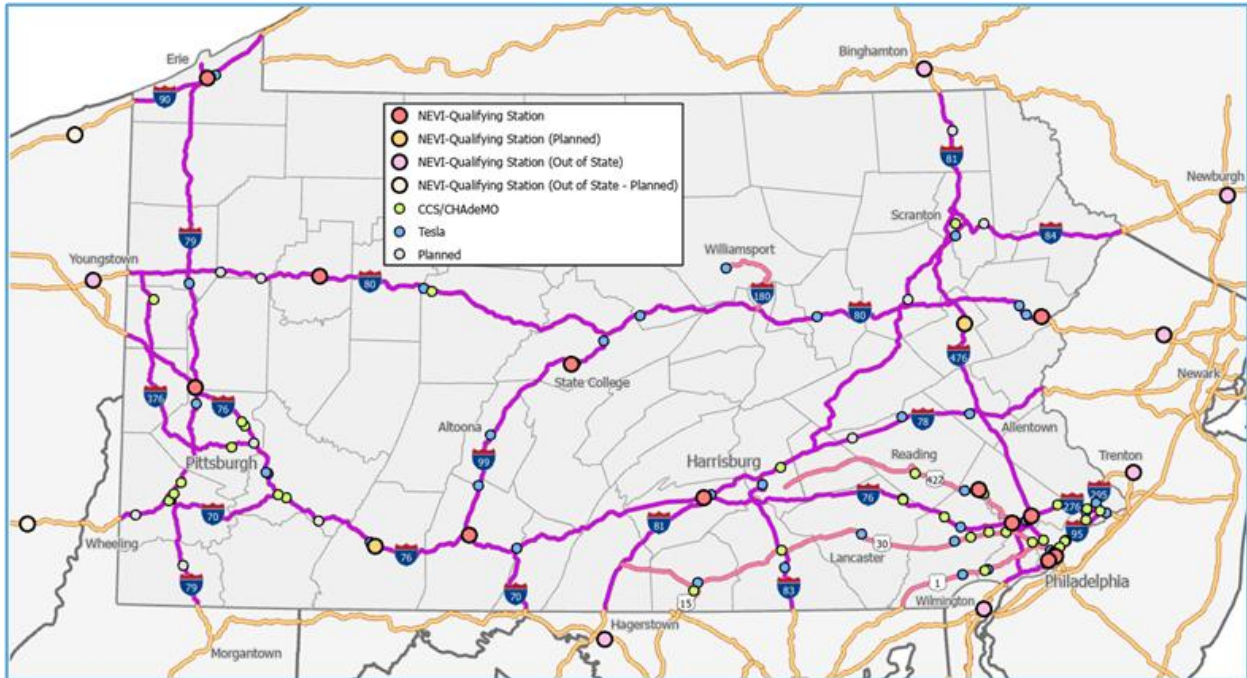 Erie
90
Binghamton
NEVI-Qualifying Station
NEVI-Qualifying Station (Planned)
NEVI-Qualifying Station (Out of State)
NEVI-Qualifying Station (Out of State - Planned)
CCS/CHAdeMO
Tesla
Planned
81
Newburgh
Scranton
84
79
Williamsport
Youngstown
80
180
80
476
Newark
State College
376
76
Altoona
78
Allentown
Pittsburgh
Harrisburg
Reading
Trenton
99
422
76
276
295
70
81
95
Wheeling
76
30
Lancaster
Philadelphia
79
70
15
83
1
Wilmington
Hagerstown
Morgantown